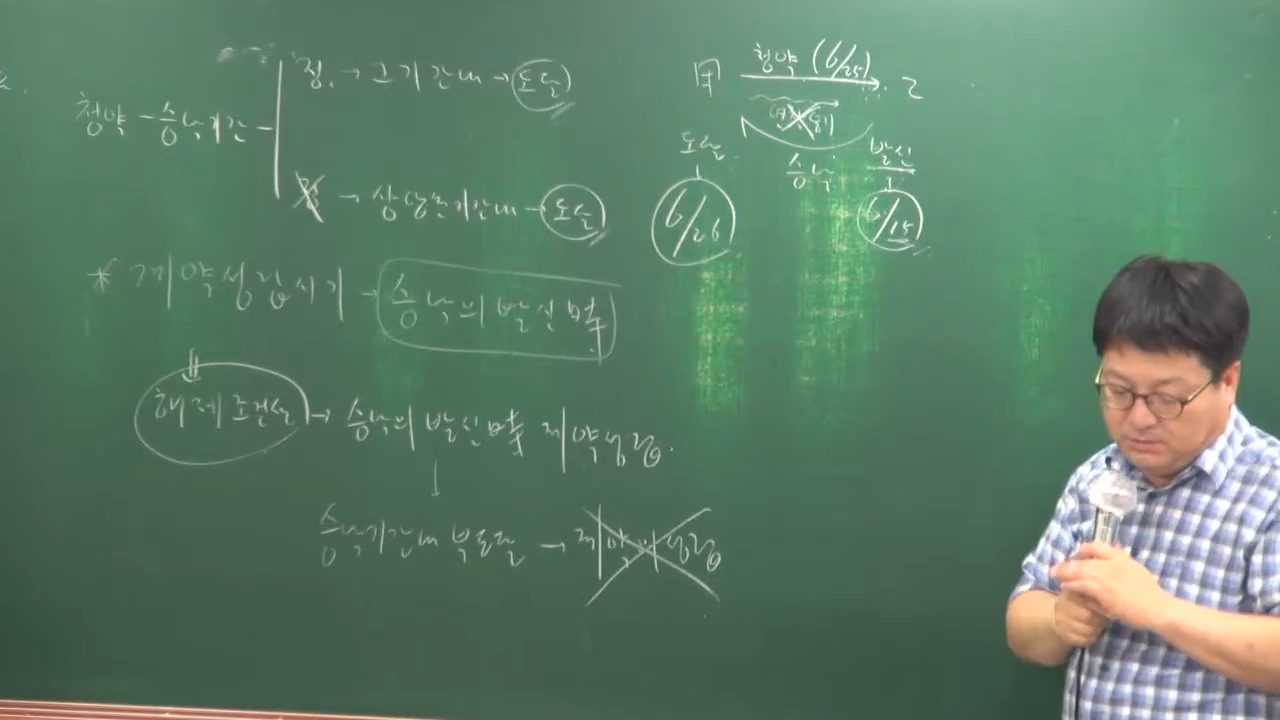 정. → 그 기간내 → 도달
청약 - 승낙기간 -
→ 상당한 기간내 → 도달
* 계약성립시기 → 승낙의 발신時
해제조건설 → 승낙의 발신時 계약성립.
↓
승낙기간내 부도달 → 계약 성립
甲 청약 (6/25) 乙
승낙
도달 발신
6/26 6/15